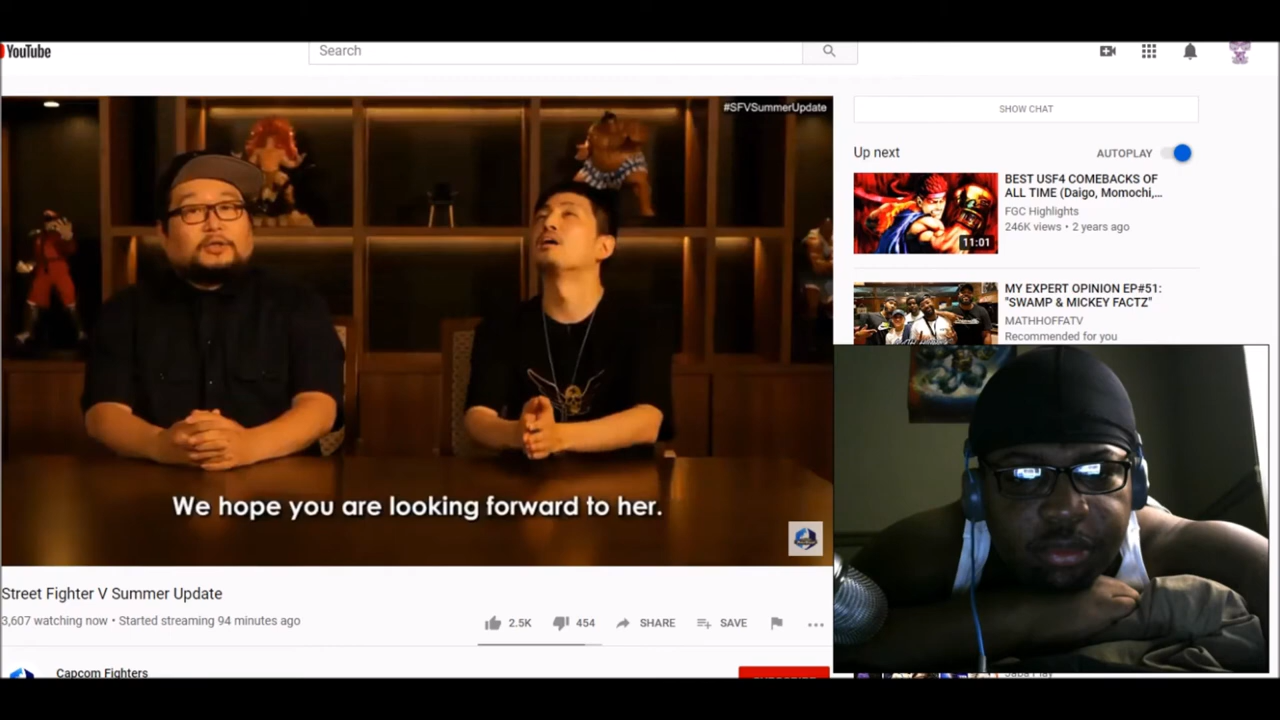 YouTube
Search
#SFVSummerUpdate
We hope you are looking forward to her.
Street Fighter V Summer Update
3,607 watching now • Started streaming 94 minutes ago
2.5K
454
SHARE
SAVE
Capcom Fighters
SHOW CHAT
Up next
AUTOPLAY
BEST USF4 COMEBACKS OF
ALL TIME (Daigo, Momochi,...
FGC Highlights
246K views • 2 years ago
11:01
MY EXPERT OPINION EP#51:
"SWAMP & MICKEY FACTZ"
MATHHOFFATV
Recommended for you